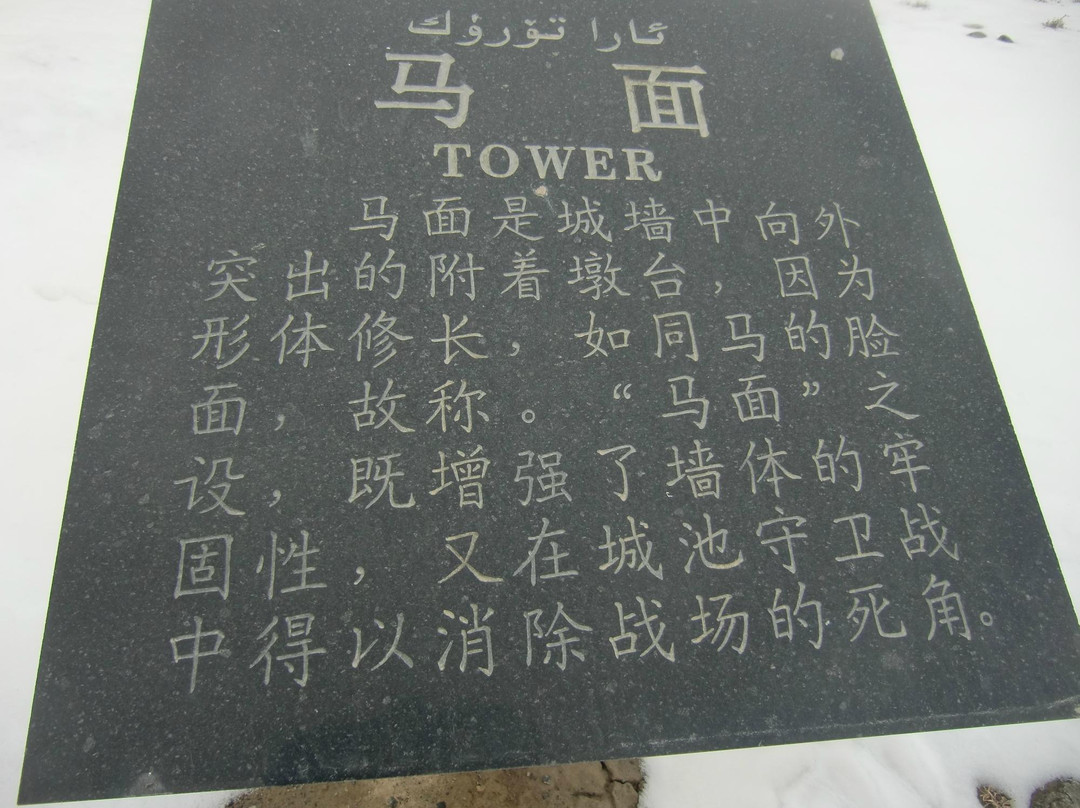 ئارا تىۋرۈك
马 面
TOWER
马面是城墙中向外
突出的附着墩台，因为
形体修长，如同马的脸
面，故称。“马面”之
设，既增强了墙体的牢
固性，又在城池守卫战
中得以消除战场的死角。